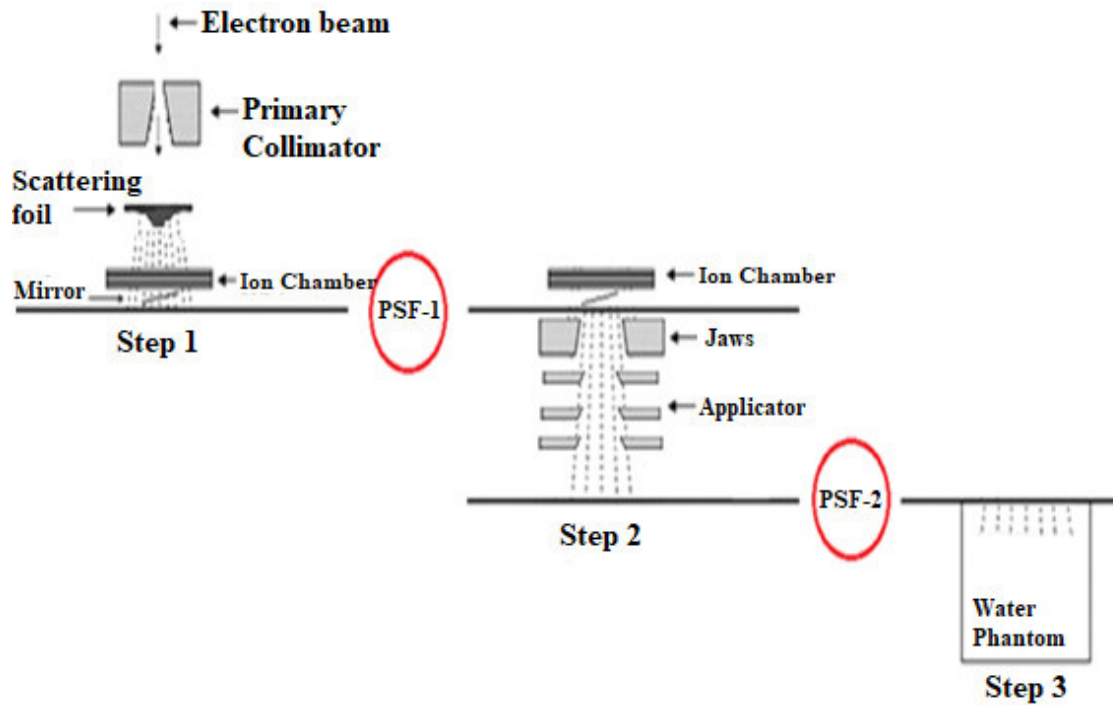 Electron beam
Primary
Collimator
Scattering
foil
Ion Chamber
Mirror
Step 1
PSF-1
Ion Chamber
Jaws
Applicator
Step 2
PSF-2
Water
Phantom
Step 3